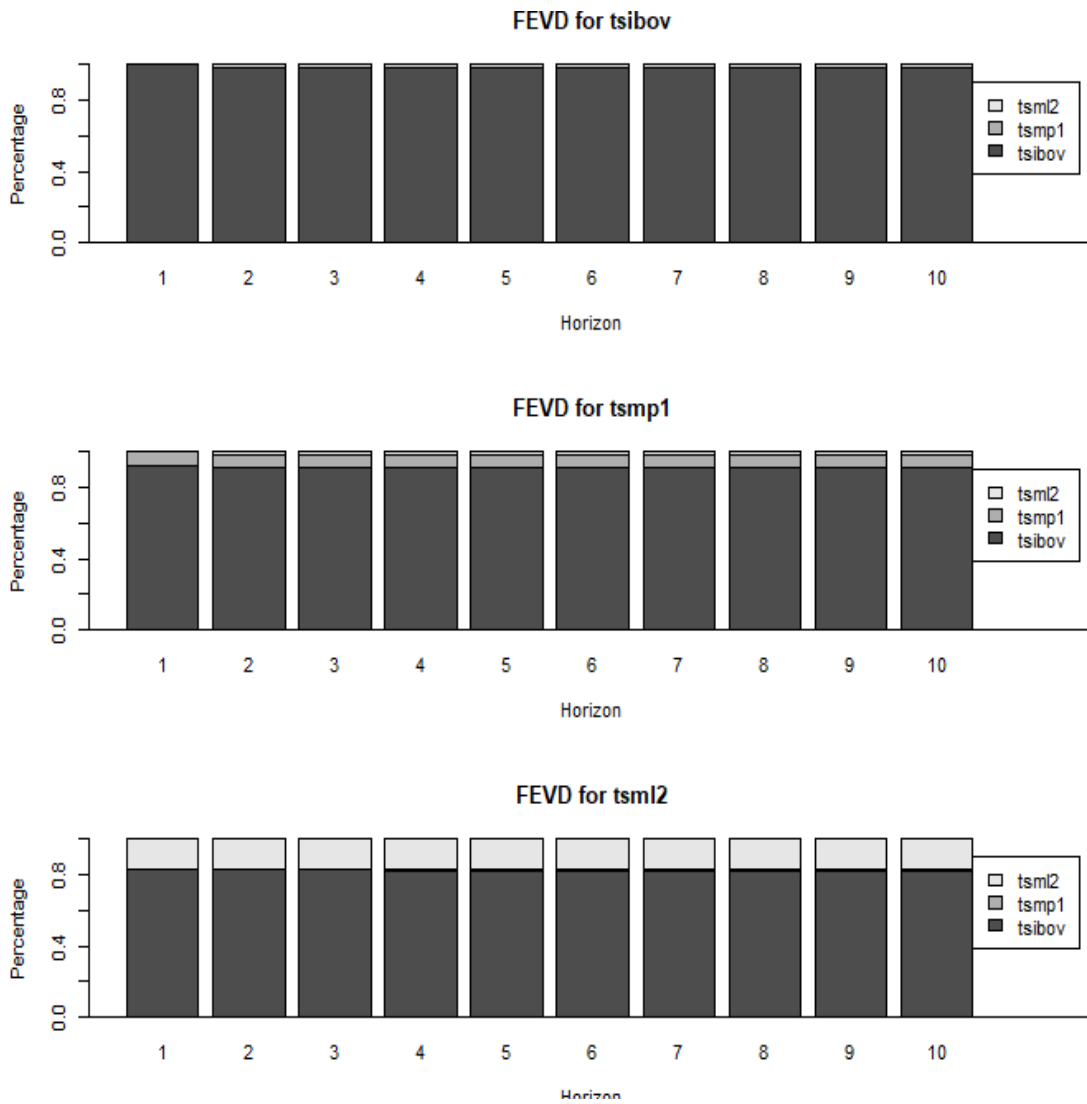 FEVD for tsibov
Percentage
0.0 0.4 0.8
tsml2
tsmp1
tsibov
1 2 3 4 5 6 7 8 9 10
Horizon
FEVD for tsmp1
Percentage
0.0 0.4 0.8
tsml2
tsmp1
tsibov
1 2 3 4 5 6 7 8 9 10
Horizon
FEVD for tsml2
Percentage
0.0 0.4 0.8
tsml2
tsmp1
tsibov
1 2 3 4 5 6 7 8 9 10
Horizon